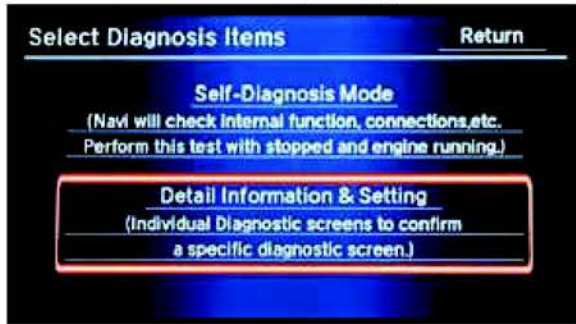 Select Diagnosis Items
Return
Self-Diagnosis Mode
(Navi will check internal function, connections,etc.
Perform this test with stopped and engine running.)
Detail Information & Setting
(Individual Diagnostic screens to confirm
a specific diagnostic screen.)